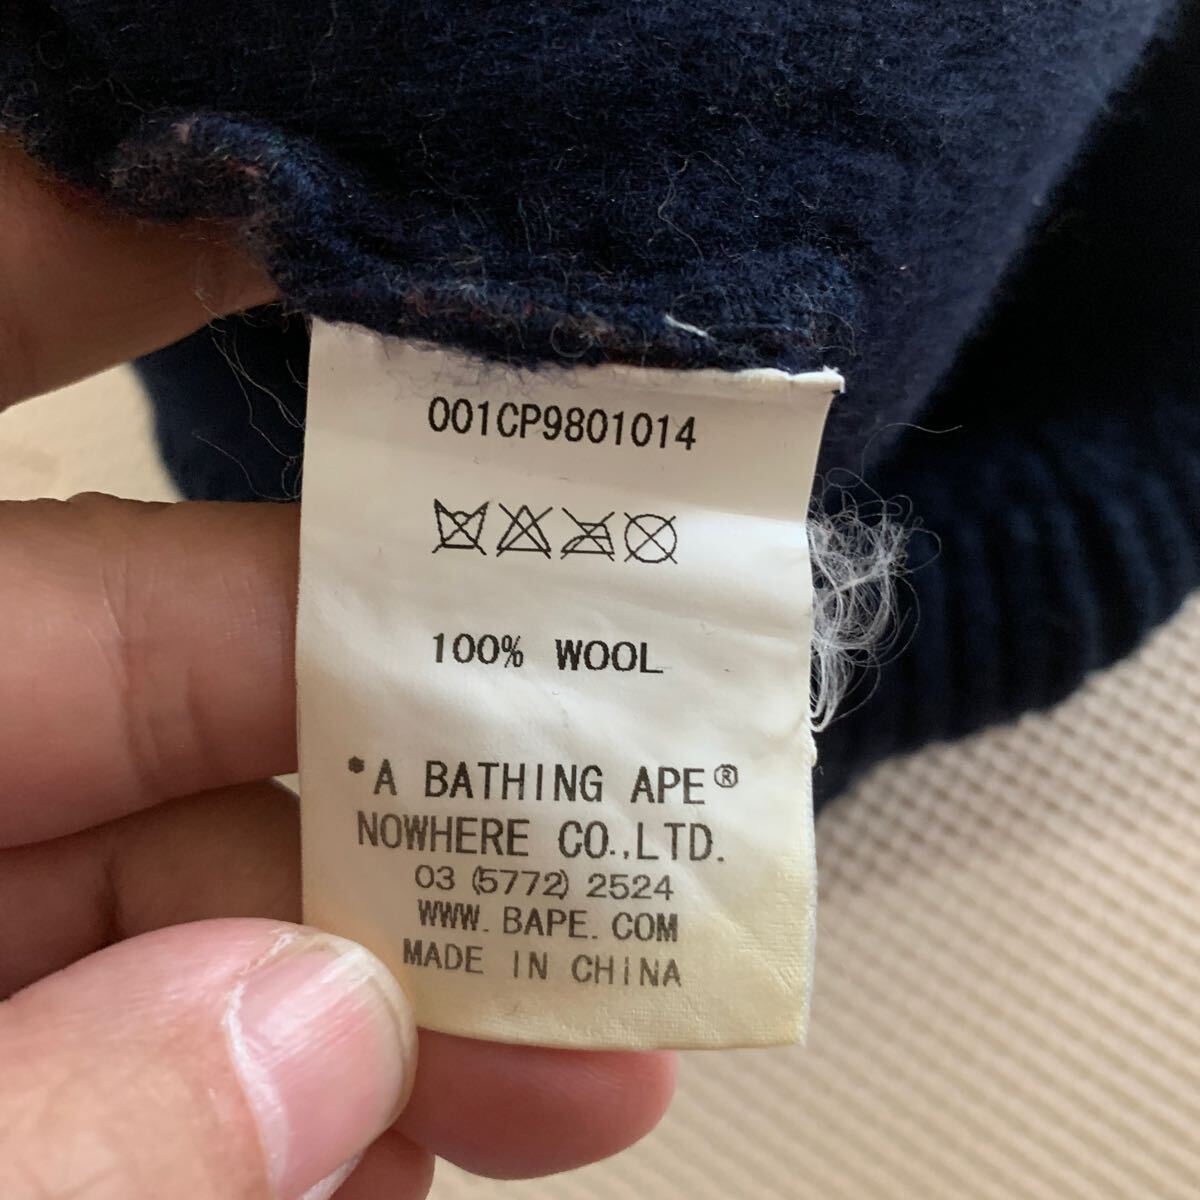 001CP9801014
100% WOOL
*A BATHING APE®
NOWHERE CO.,LTD.
03 (5772) 2524
WWW. BAPE. COM
MADE IN CHINA